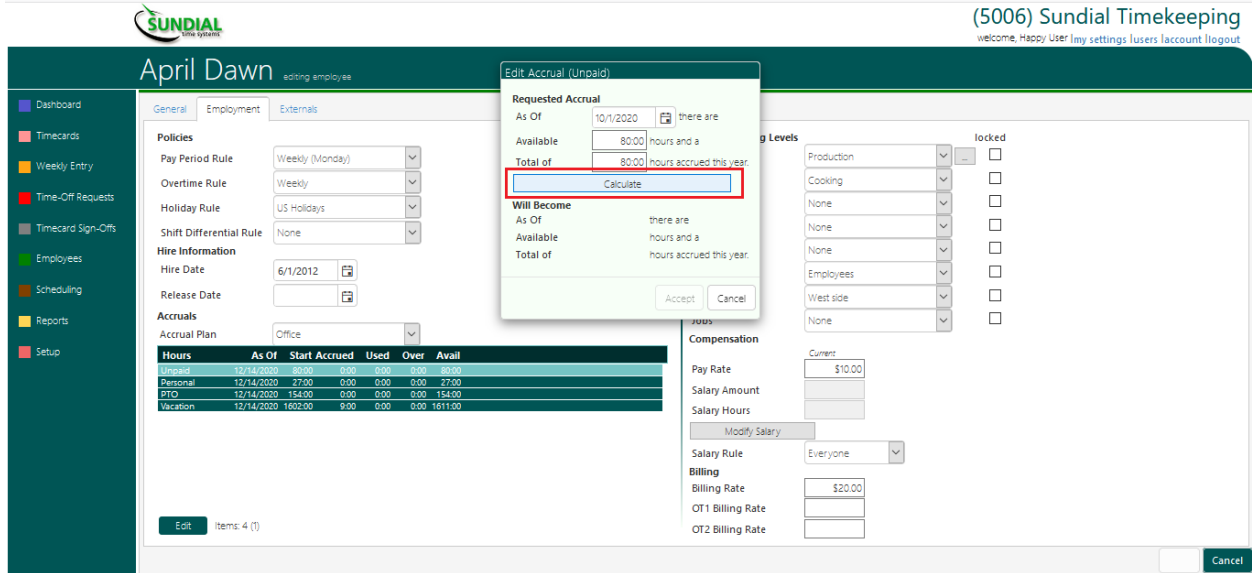 SUNDIAL
time systems
(5006) Sundial Timekeeping
welcome, Happy User |my settings |users |account |logout
April Dawn editing employee
Dashboard
Timecards
Weekly Entry
Time-Off Requests
Timecard Sign-Offs
Employees
Scheduling
Reports
Setup
General Employment Externals
Policies
Pay Period Rule Weekly (Monday)
Overtime Rule Weekly
Holiday Rule US Holidays
Shift Differential Rule None
Hire Information
Hire Date 6/1/2012
Release Date
Accruals
Accrual Plan Office
Hours As Of Start Accrued Used Over Avail
Unpaid 12/14/2020 80:00 0:00 0:00 0:00 80:00
Personal 12/14/2020 27:00 0:00 0:00 0:00 27:00
PTO 12/14/2020 154:00 0:00 0:00 0:00 154:00
Vacation 12/14/2020 1602:00 9:00 0:00 0:00 1611:00
Edit Items: 4 (1)
Edit Accrual (Unpaid)
Requested Accrual
As Of 10/1/2020 there are
Available 80:00 hours and a
Total of 80:00 hours accrued this year.
Calculate
Will Become
As Of there are
Available hours and a
Total of hours accrued this year.
Accept Cancel
Levels locked
Production ...
Cooking
None
None
None
Employees
West side
Jobs None
Compensation
Current
Pay Rate $10.00
Salary Amount
Salary Hours
Modify Salary
Salary Rule Everyone
Billing
Billing Rate $20.00
OT1 Billing Rate
OT2 Billing Rate
Cancel